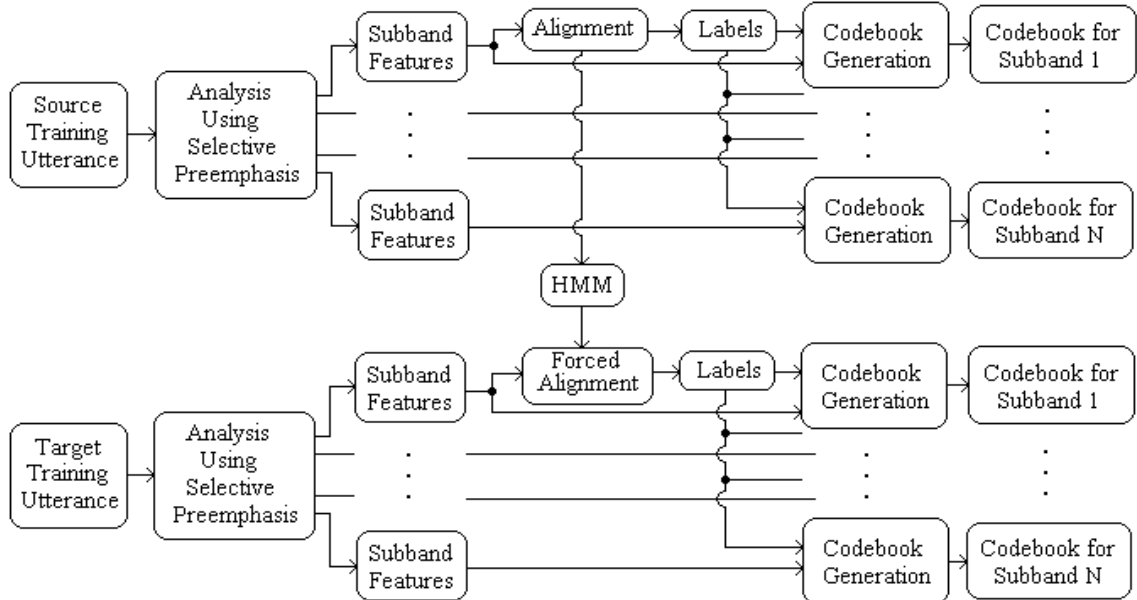 Source
Training
Utterance
Analysis
Using
Selective
Preemphasis
Subband
Features
Alignment
Labels
Codebook
Generation
Codebook for
Subband 1
Subband
Features
Codebook
Generation
Codebook for
Subband N
HMM
Target
Training
Utterance
Analysis
Using
Selective
Preemphasis
Subband
Features
Forced
Alignment
Labels
Codebook
Generation
Codebook for
Subband 1
Subband
Features
Codebook
Generation
Codebook for
Subband N